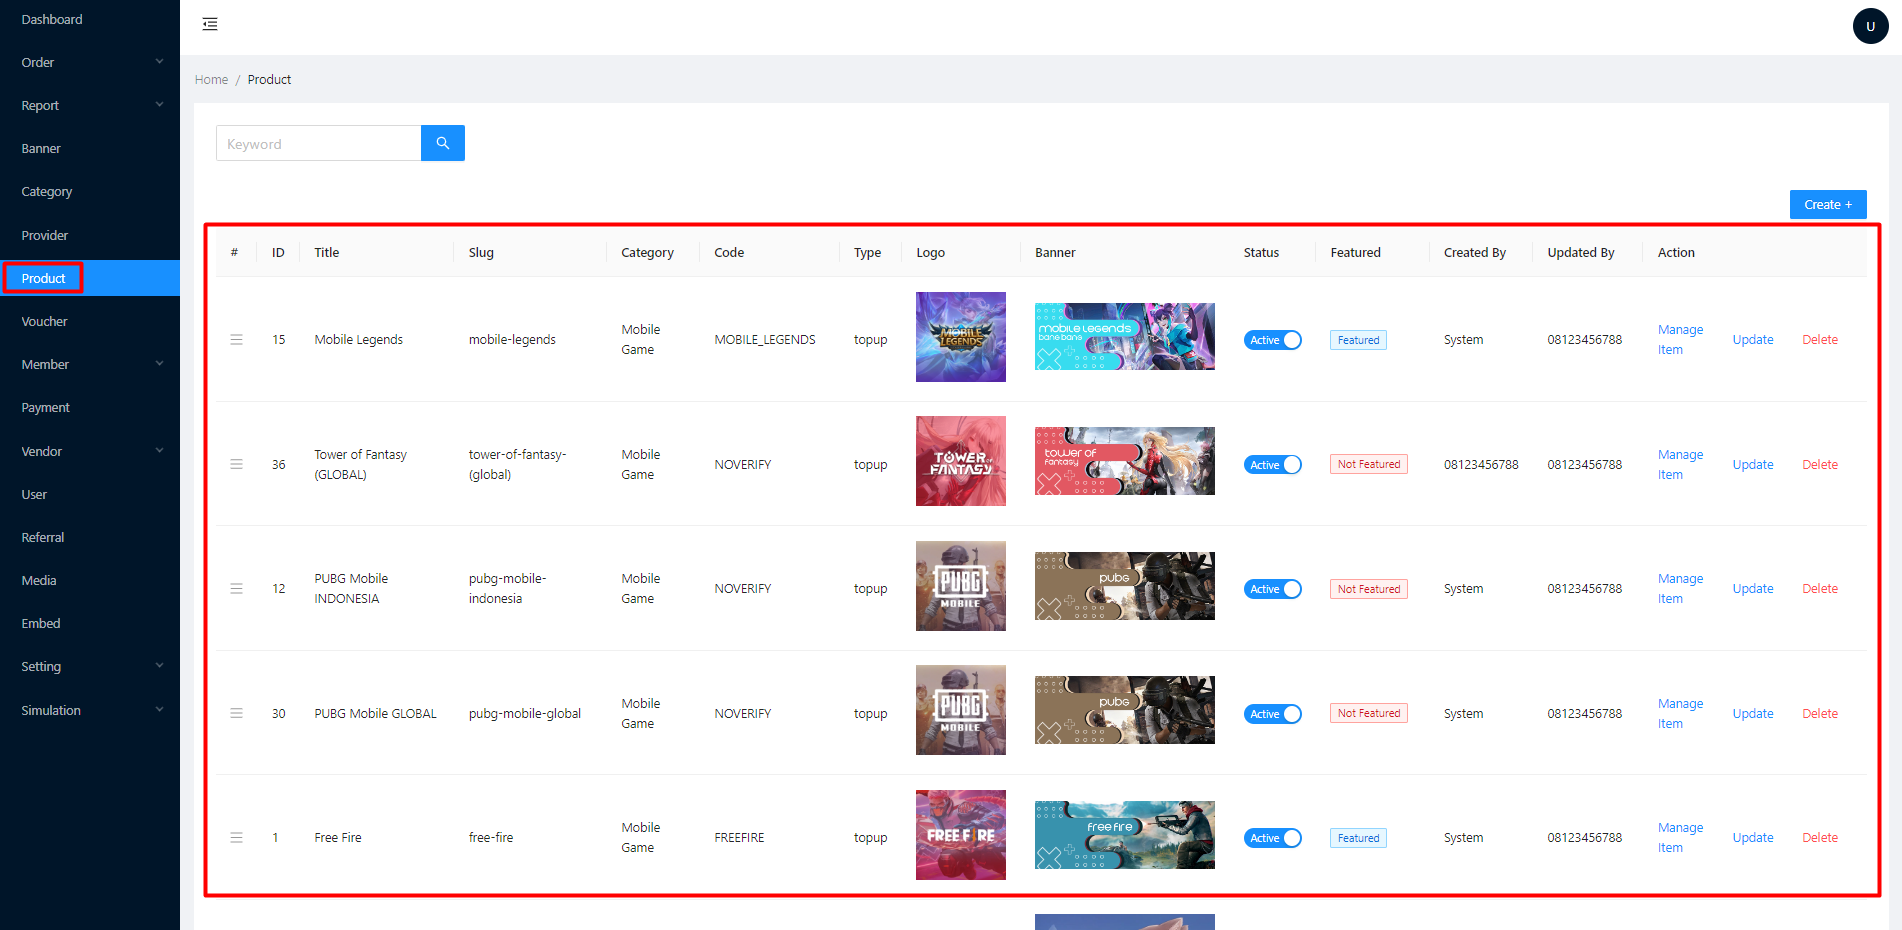 Dashboard
Order
Report
Banner
Category
Provider
Product
Voucher
Member
Payment
Vendor
User
Referral
Media
Embed
Setting
Simulation
U
Home / Product
Keyword
Create +
# ID Title Slug Category Code Type Logo Banner Status Featured Created By Updated By Action
15 Mobile Legends mobile-legends Mobile Game MOBILE_LEGENDS topup MOBILE LEGENDS mobile legends bang bang Active Featured System 08123456788 Manage Item Update Delete
36 Tower of Fantasy (GLOBAL) tower-of-fantasy-(global) Mobile Game NOVERIFY topup TOWER OF FANTASY tower of fantasy Active Not Featured 08123456788 08123456788 Manage Item Update Delete
12 PUBG Mobile INDONESIA pubg-mobile-indonesia Mobile Game NOVERIFY topup PUBG MOBILE pubg Active Not Featured System 08123456788 Manage Item Update Delete
30 PUBG Mobile GLOBAL pubg-mobile-global Mobile Game NOVERIFY topup PUBG MOBILE pubg Active Not Featured System 08123456788 Manage Item Update Delete
1 Free Fire free-fire Mobile Game FREEFIRE topup FREE FIRE free fire Active Featured System 08123456788 Manage Item Update Delete